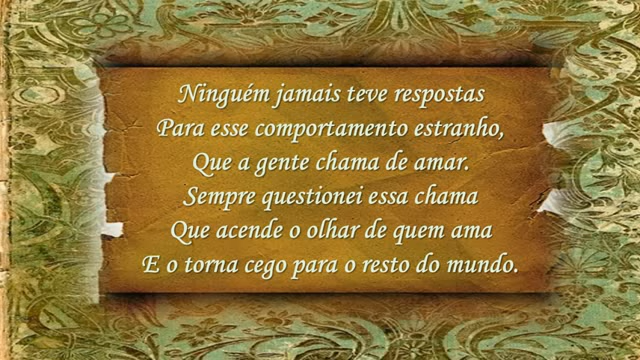 Ninguém jamais teve respostas
Para esse comportamento estranho,
Que a gente chama de amar.
Sempre questionei essa chama
Que acende o olhar de quem ama
E o torna cego para o resto do mundo.